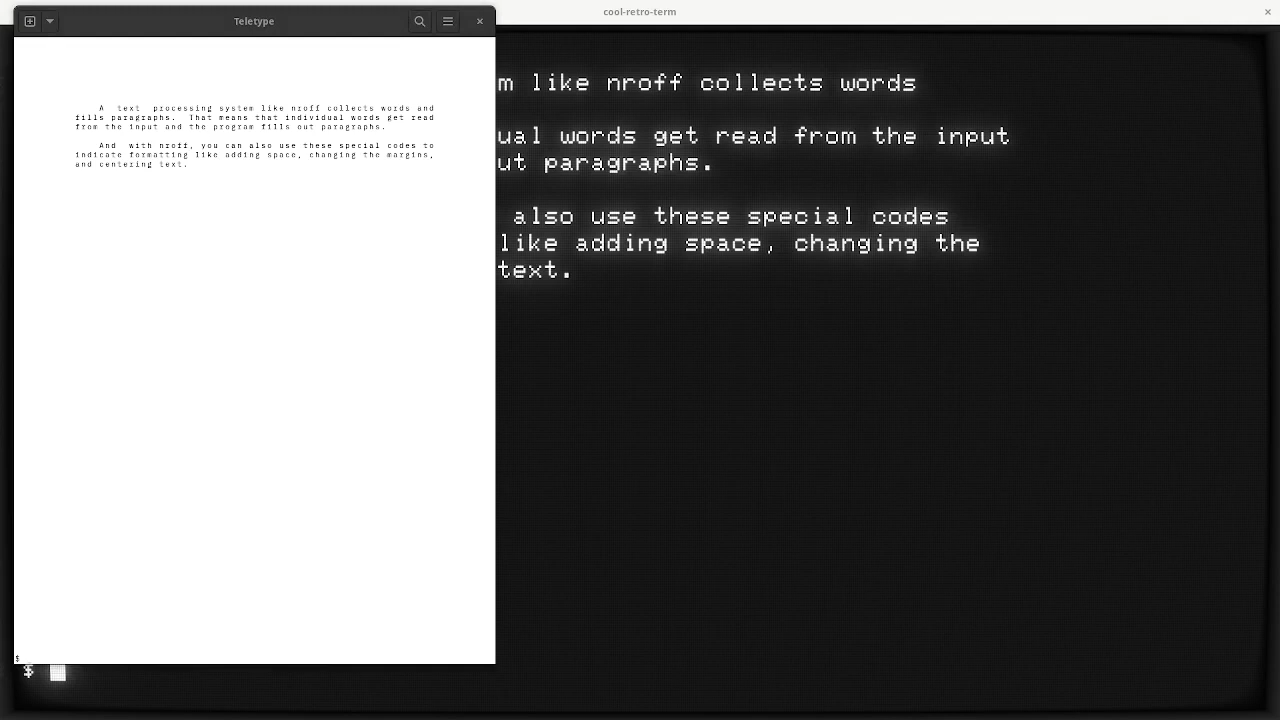 Teletype
cool-retro-term
A text processing system like nroff collects words and
fills paragraphs. That means that individual words get read
from the input and the program fills out paragraphs.
And with nroff, you can also use these special codes to
indicate formatting like adding space, changing the margins,
and centering text.
$
m like nroff collects words
ual words get read from the input
ut paragraphs.
also use these special codes
like adding space, changing the
text.
$